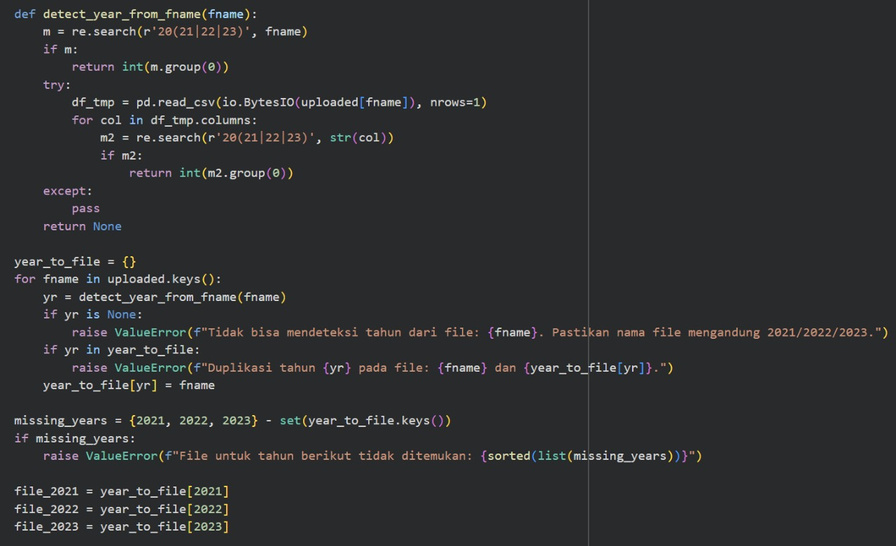 def detect_year_from_fname(fname):
    m = re.search(r'20(21|22|23)', fname)
    if m:
        return int(m.group(0))
    try:
        df_tmp = pd.read_csv(io.BytesIO(uploaded[fname]), nrows=1)
        for col in df_tmp.columns:
            m2 = re.search(r'20(21|22|23)', str(col))
            if m2:
                return int(m2.group(0))
    except:
        pass
    return None

year_to_file = {}
for fname in uploaded.keys():
    yr = detect_year_from_fname(fname)
    if yr is None:
        raise ValueError(f"Tidak bisa mendeteksi tahun dari file: {fname}. Pastikan nama file mengandung 2021/2022/2023.")
    if yr in year_to_file:
        raise ValueError(f"Duplikasi tahun {yr} pada file: {fname} dan {year_to_file[yr]}.")
    year_to_file[yr] = fname

missing_years = {2021, 2022, 2023} - set(year_to_file.keys())
if missing_years:
    raise ValueError(f"File untuk tahun berikut tidak ditemukan: {sorted(list(missing_years))}")

file_2021 = year_to_file[2021]
file_2022 = year_to_file[2022]
file_2023 = year_to_file[2023]